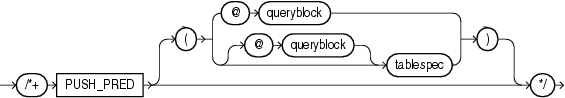 @ queryblock
( @ queryblock )
tablespec
/*+ PUSH_PRED */